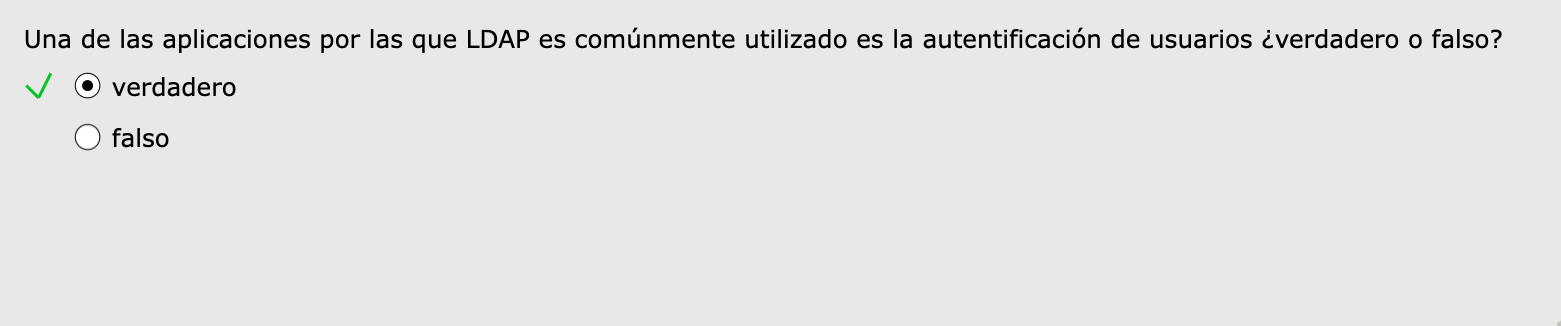 Una de las aplicaciones por las que LDAP es comúnmente utilizado es la autentificación de usuarios ¿verdadero o falso?
verdadero
falso